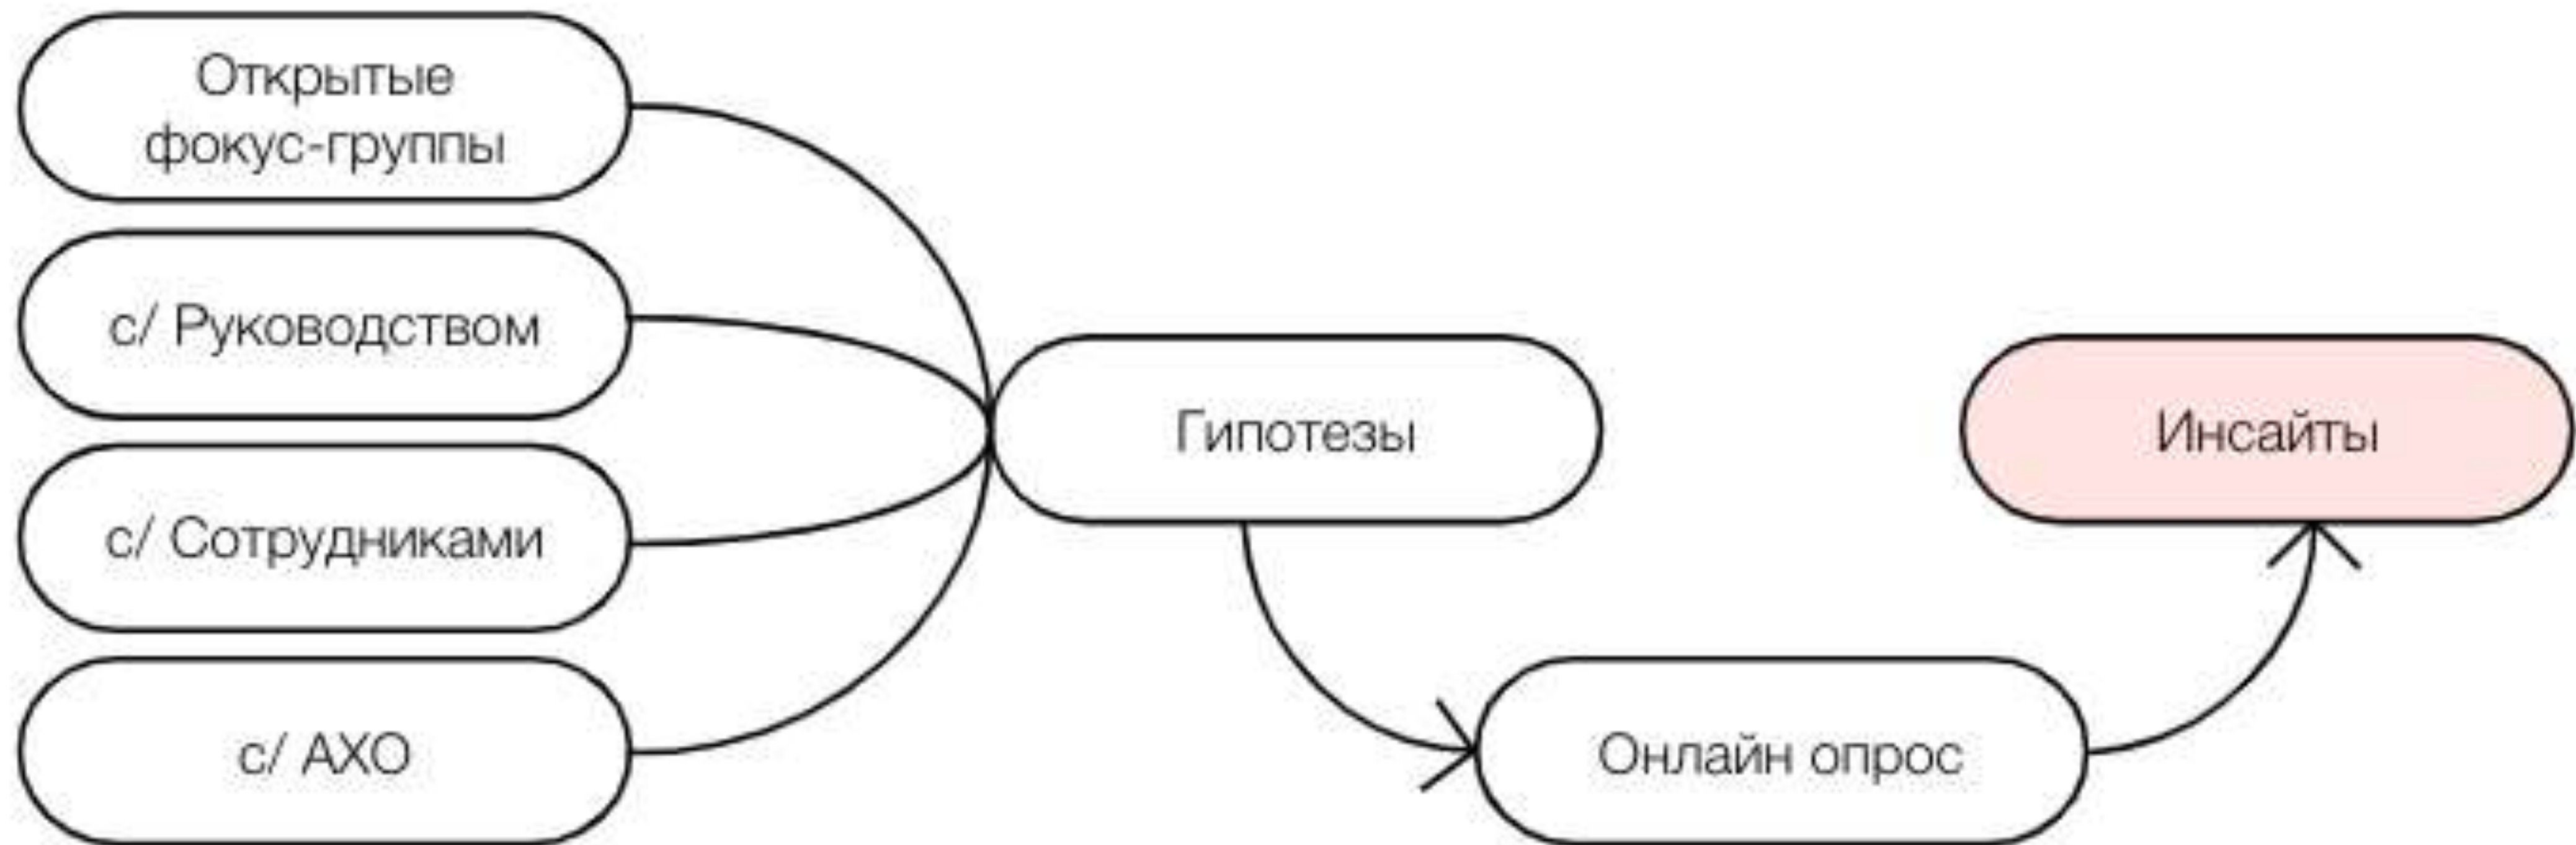 Открытые
фокус-группы
с/ Руководством
с/ Сотрудниками
с/ АХО
Гипотезы
Онлайн опрос
Инсайты